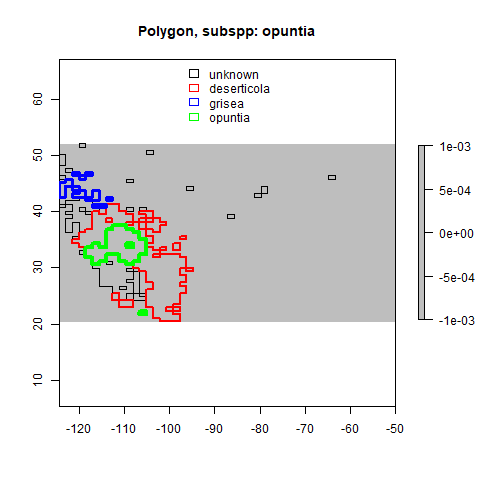 Polygon, subspp: opuntia
unknown
deserticola
grisea
opuntia
60
50
40
30
20
10
-120
-110
-100
-90
-80
-70
-60
-50
1e-03
5e-04
0e+00
-5e-04
-1e-03